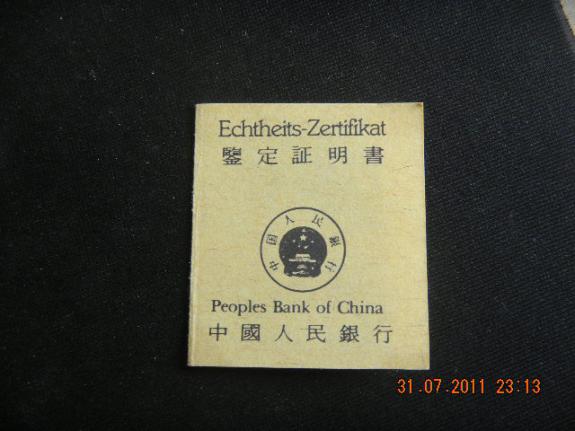 Echtheits-Zertifikat
鑒定証明書
中国人民銀行
Peoples Bank of China
中國人民銀行
31.07.2011 23:13